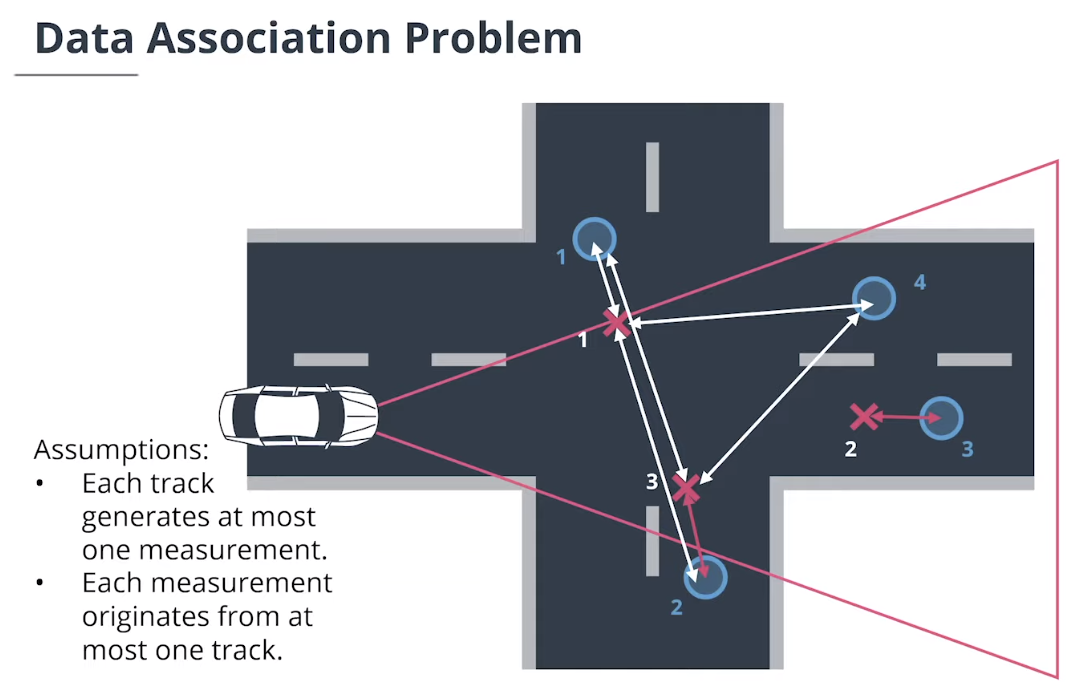 Data Association Problem
1
4
1
2
3
3
2
Assumptions:
• Each track
generates at most
one measurement.
• Each measurement
originates from at
most one track.